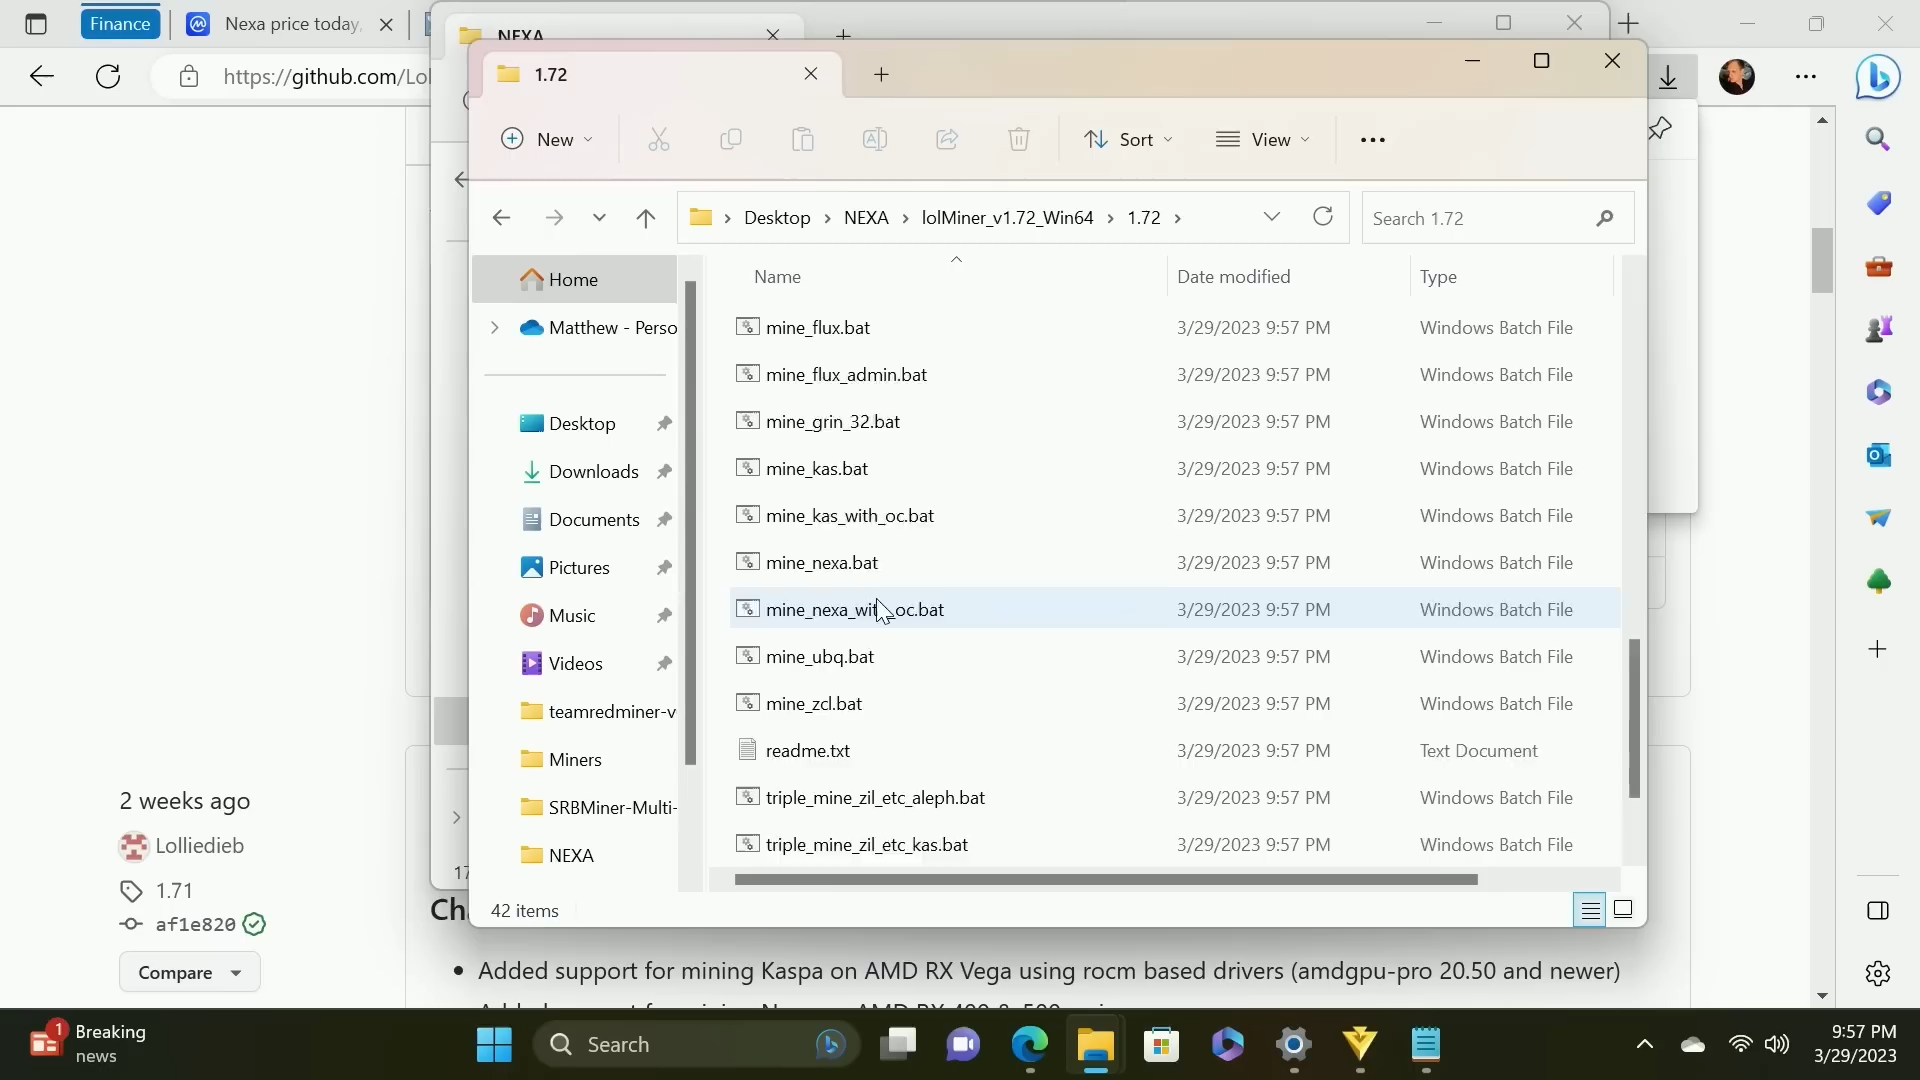 Finance
Nexa price today,
NEXA
https://github.com/Lol
1.72
New
Sort
View
Desktop
NEXA
lolMiner_v1.72_Win64
1.72
Search 1.72
Name
Date modified
Type
Home
Matthew - Perso
Desktop
Downloads
Documents
Pictures
Music
Videos
teamredminer-v
Miners
SRBMiner-Multi-
NEXA
mine_flux.bat 3/29/2023 9:57 PM Windows Batch File
mine_flux_admin.bat 3/29/2023 9:57 PM Windows Batch File
mine_grin_32.bat 3/29/2023 9:57 PM Windows Batch File
mine_kas.bat 3/29/2023 9:57 PM Windows Batch File
mine_kas_with_oc.bat 3/29/2023 9:57 PM Windows Batch File
mine_nexa.bat 3/29/2023 9:57 PM Windows Batch File
mine_nexa_with_oc.bat 3/29/2023 9:57 PM Windows Batch File
mine_ubq.bat 3/29/2023 9:57 PM Windows Batch File
mine_zcl.bat 3/29/2023 9:57 PM Windows Batch File
readme.txt 3/29/2023 9:57 PM Text Document
triple_mine_zil_etc_aleph.bat 3/29/2023 9:57 PM Windows Batch File
triple_mine_zil_etc_kas.bat 3/29/2023 9:57 PM Windows Batch File
42 items
17
2 weeks ago
Lolliedieb
1.71
af1e820
Compare
Ch
Added support for mining Kaspa on AMD RX Vega using rocm based drivers (amdgpu-pro 20.50 and newer)
1
Breaking
news
Search
9:57 PM
3/29/2023